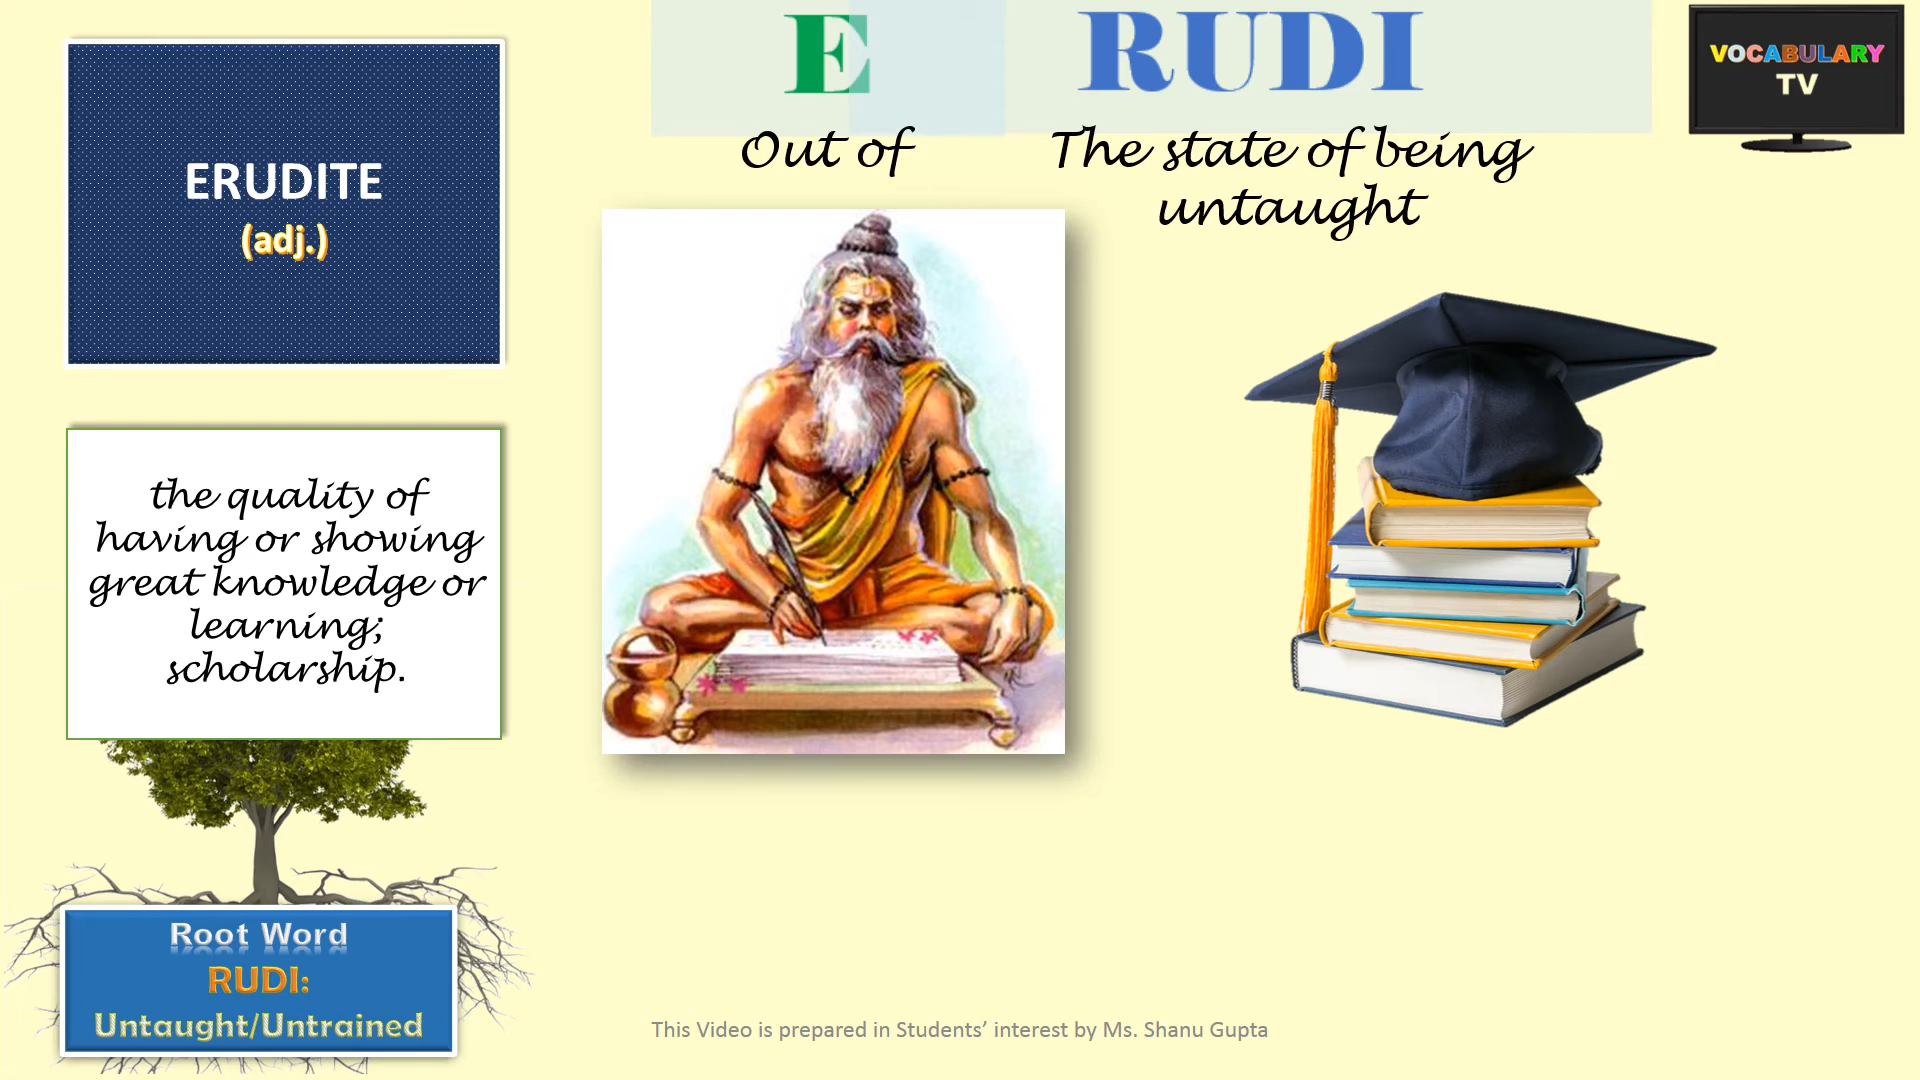 E RUDI
VOCABULARY
TV
Out of
The state of being
untaught
ERUDITE
(adj.)
the quality of
having or showing
great knowledge or
learning;
scholarship.
Root Word
RUDI:
Untaught/Untrained
This Video is prepared in Students’ interest by Ms. Shanu Gupta